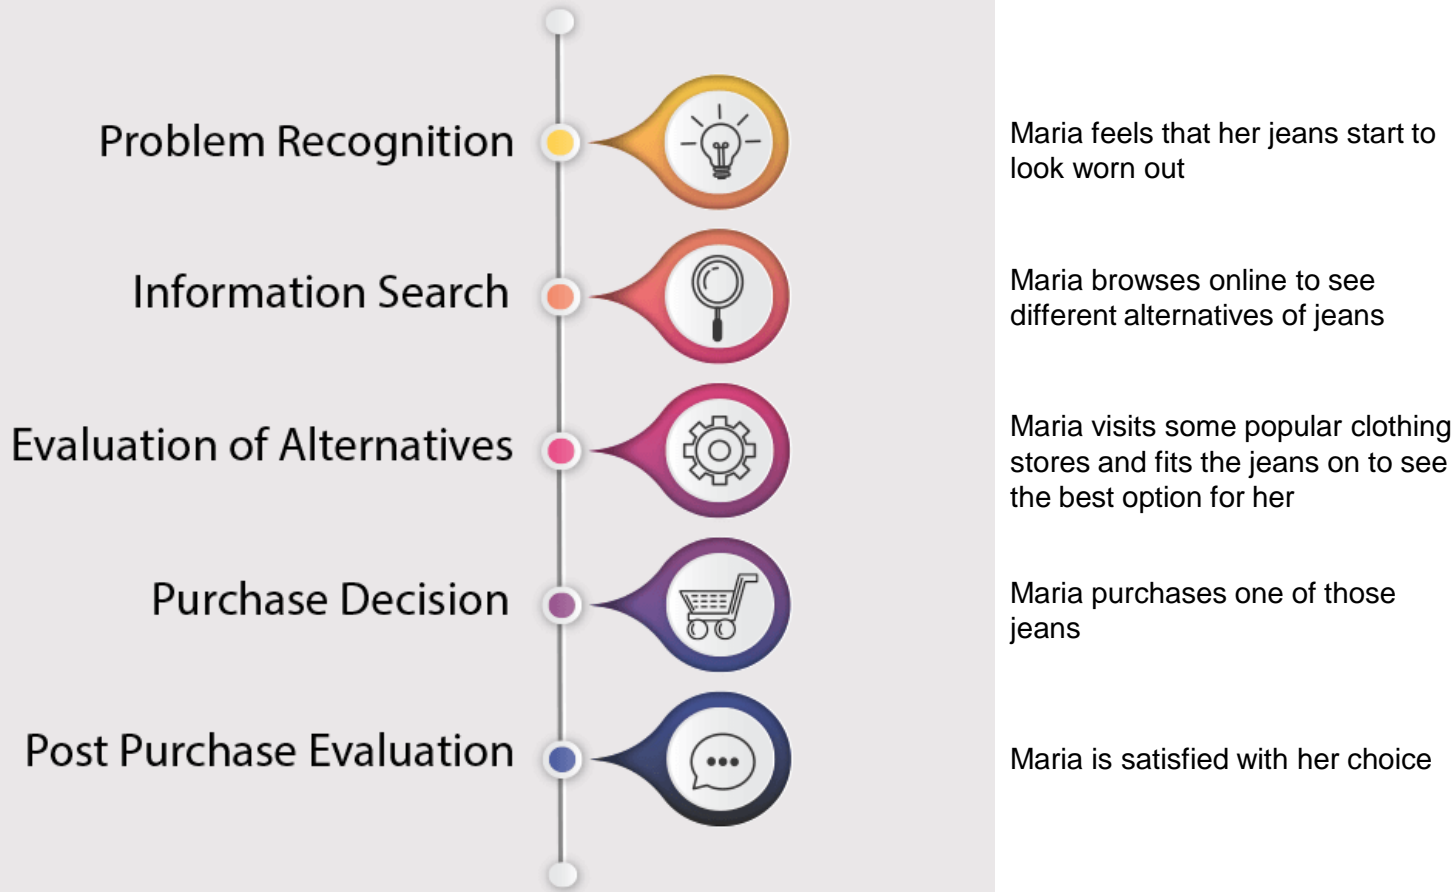 Problem Recognition
Maria feels that her jeans start to
look worn out
Information Search
Maria browses online to see
different alternatives of jeans
Evaluation of Alternatives
Maria visits some popular clothing
stores and fits the jeans on to see
the best option for her
Purchase Decision
Maria purchases one of those
jeans
Post Purchase Evaluation
Maria is satisfied with her choice